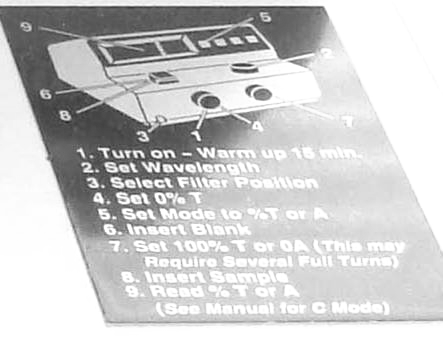 9
5
2
6
8
3
1
4
7
1. Turn on – Warm up 15 min.
2. Set Wavelength
3. Select Filter Position
4. Set 0% T
5. Set Mode to %T or A
6. Insert Blank
7. Set 100% T or 0A (This may
Require Several Full Turns)
8. Insert Sample
9. Read % T or A
(See Manual for C Mode)